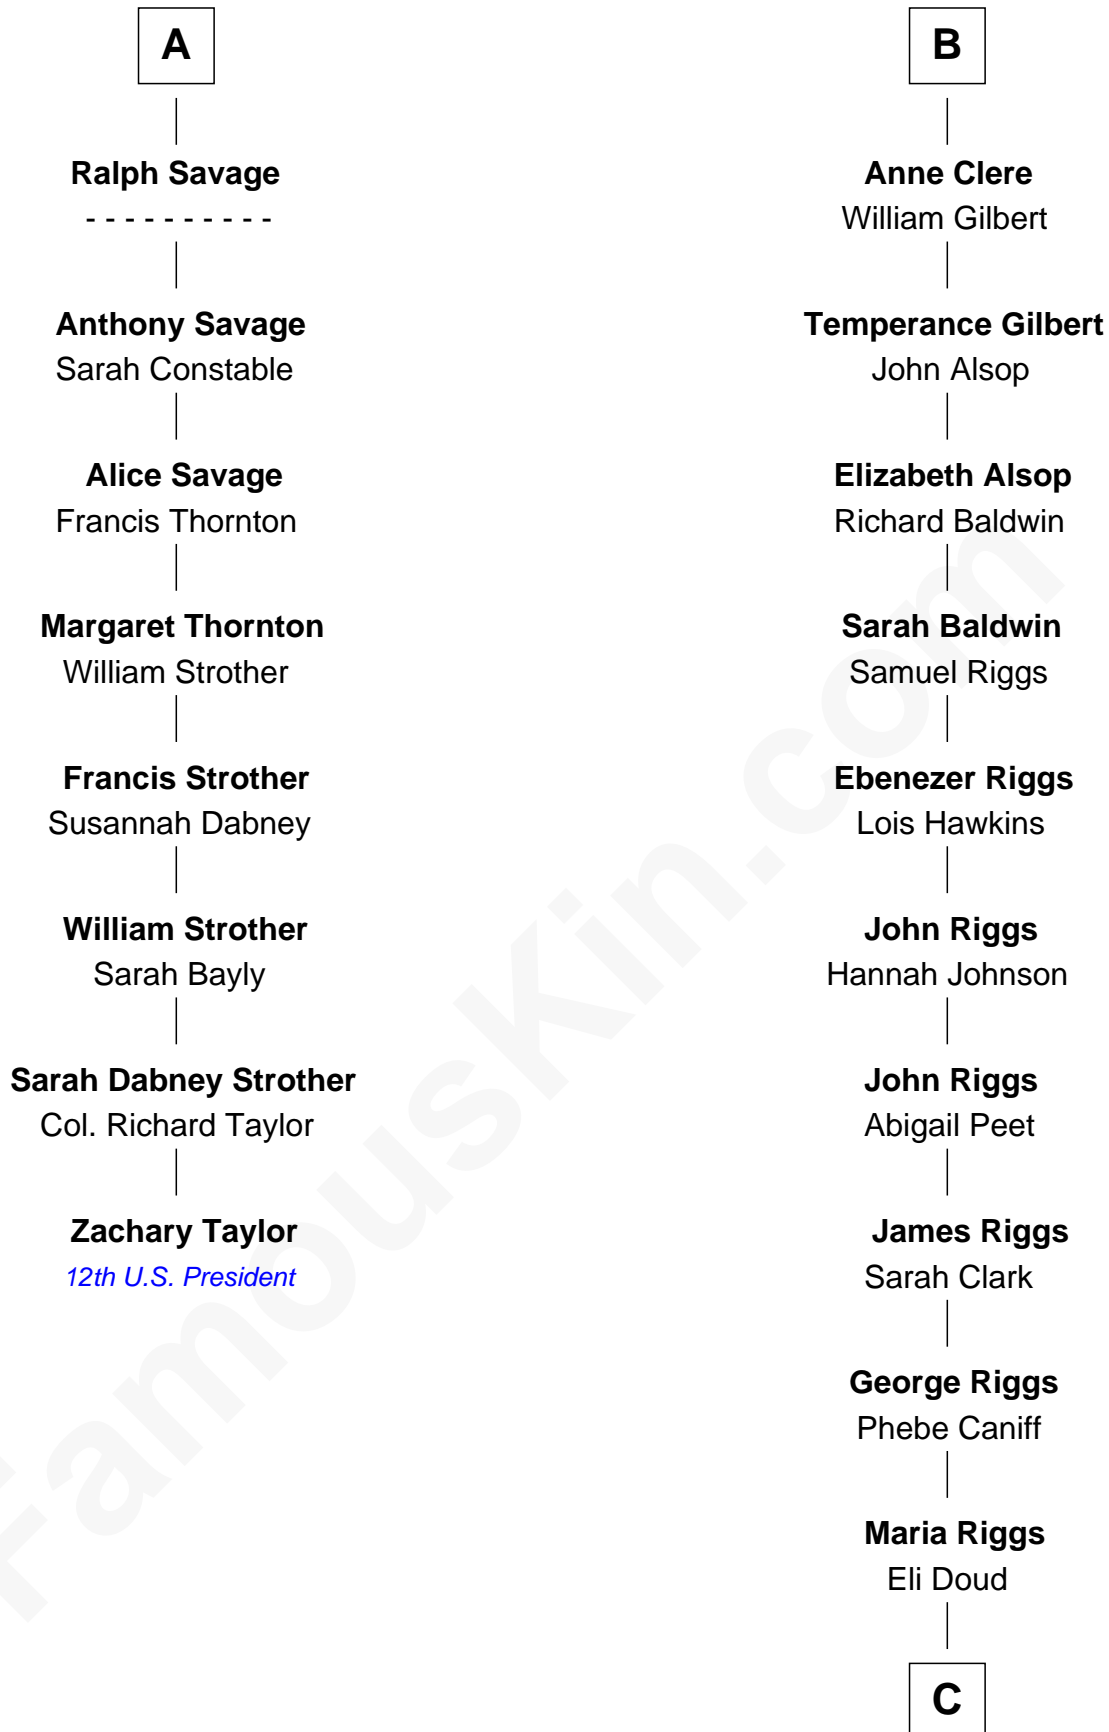 A
Ralph Savage
- - - - - - - - - -
Anthony Savage
Sarah Constable
Alice Savage
Francis Thornton
Margaret Thornton
William Strother
Francis Strother
Susannah Dabney
William Strother
Sarah Bayly
Sarah Dabney Strother
Col. Richard Taylor
Zachary Taylor
12th U.S. President
B
Anne Clere
William Gilbert
Temperance Gilbert
John Alsop
Elizabeth Alsop
Richard Baldwin
Sarah Baldwin
Samuel Riggs
Ebenezer Riggs
Lois Hawkins
John Riggs
Hannah Johnson
John Riggs
Abigail Peet
James Riggs
Sarah Clark
George Riggs
Phebe Caniff
Maria Riggs
Eli Doud
C
FamousKin.com